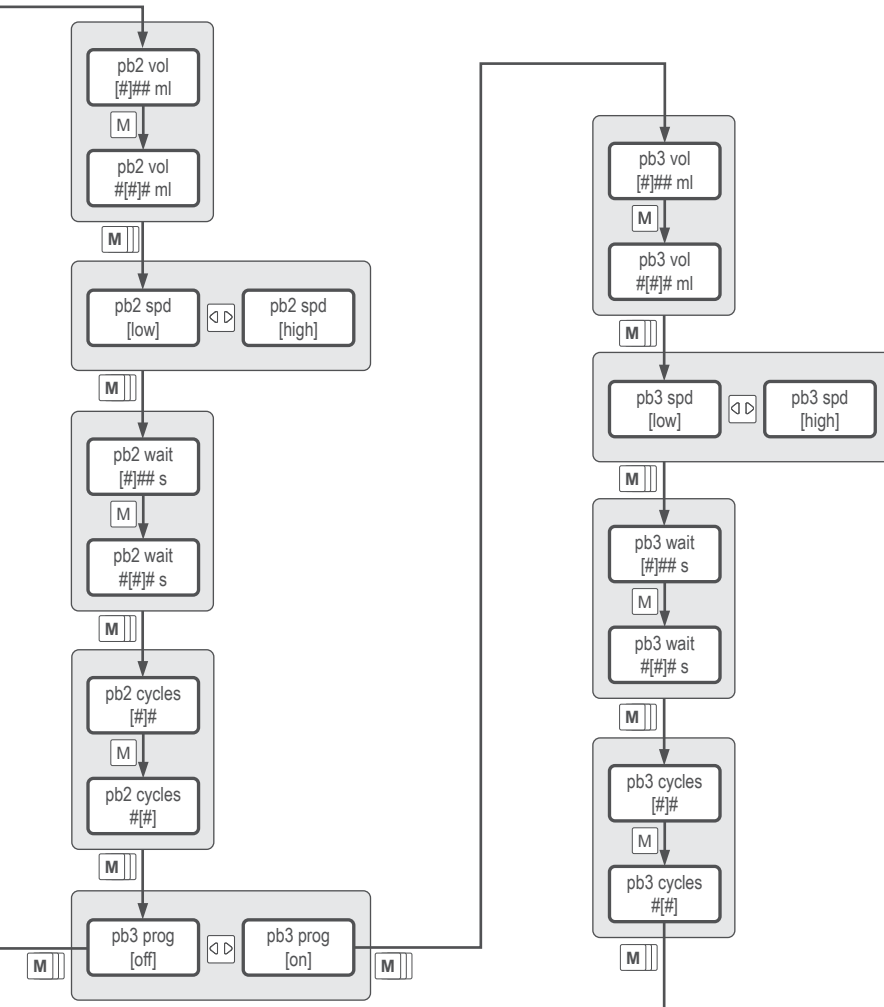 pb2 vol
[#]## ml
M
pb2 vol
#[#]# ml
M
pb2 spd
[low]
pb2 spd
[high]
M
pb2 wait
[#]## s
M
pb2 wait
#[#]# s
M
pb2 cycles
[#]#
M
pb2 cycles
#[#]
M
pb3 prog
[off]
pb3 prog
[on]
M
M
pb3 vol
[#]## ml
M
pb3 vol
#[#]# ml
M
pb3 spd
[low]
pb3 spd
[high]
M
pb3 wait
[#]## s
M
pb3 wait
#[#]# s
M
pb3 cycles
[#]#
M
pb3 cycles
#[#]
M